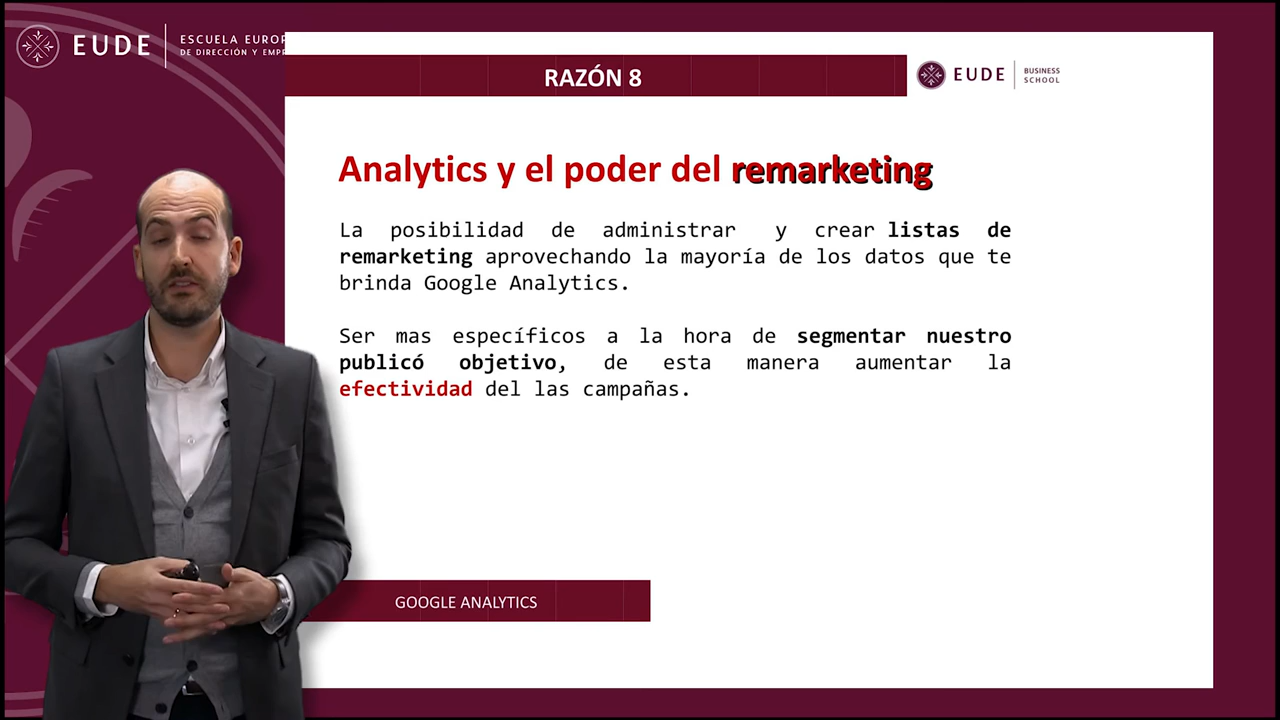 EUDE
ESCUELA EUROP
DE DIRECCIÓN Y EMPR
RAZÓN 8
EUDE
BUSINESS
SCHOOL
Analytics y el poder del remarketing
La posibilidad de administrar y crear listas de
remarketing aprovechando la mayoría de los datos que te
brinda Google Analytics.
Ser mas específicos a la hora de segmentar nuestro
publicó objetivo, de esta manera aumentar la
efectividad del las campañas.
GOOGLE ANALYTICS